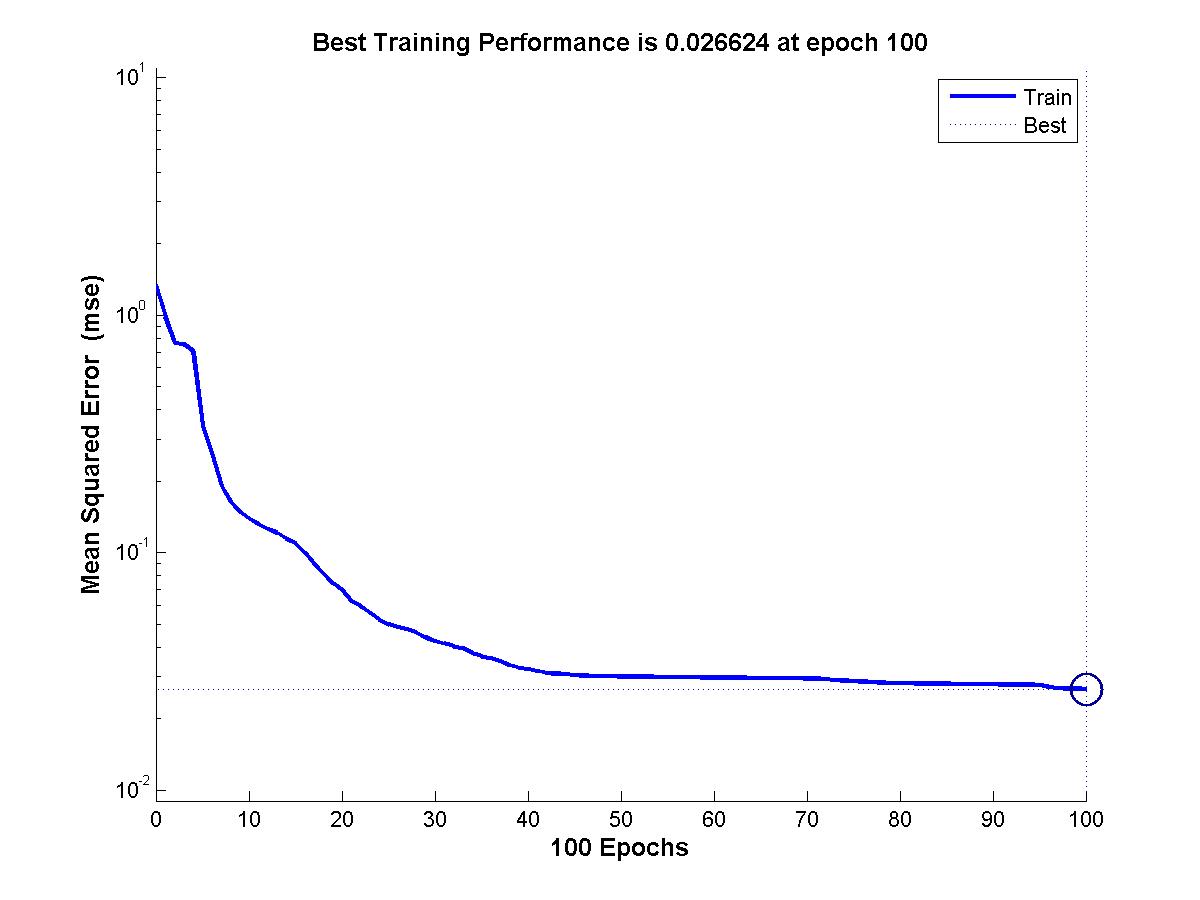 Best Training Performance is 0.026624 at epoch 100
10^1
Train
Best
10^0
10^-1
10^-2
Mean Squared Error (mse)
0 10 20 30 40 50 60 70 80 90 100
100 Epochs